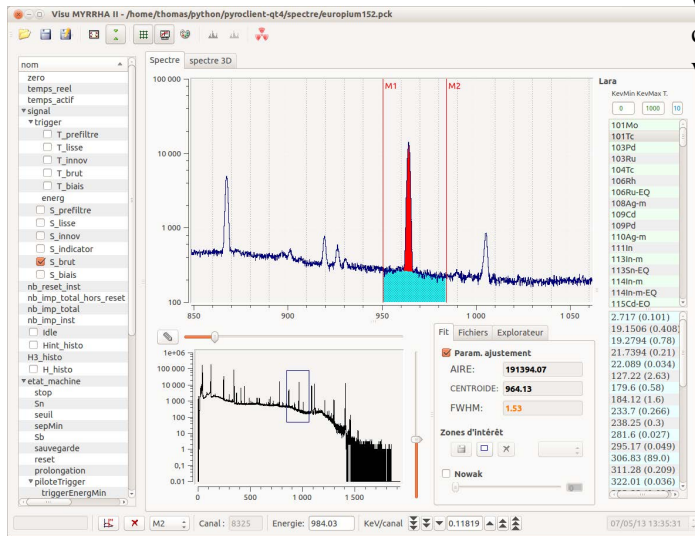 Visu MYRRHA II - /home/thomas/python/pyroclient-qt4/spectre/europium152.pck
nom
zero
temps_reel
temps_actif
signal
trigger
T_prefiltre
T_lisse
T_innov
T_brut
T_biais
energ
S_prefiltre
S_lisse
S_innov
S_indicator
S_brut
S_biais
nb_reset_inst
nb_imp_total_hors_reset
nb_imp_total
nb_imp_inst
Idle
Hint_histo
H3_histo
H_histo
etat_machine
stop
Sn
seuil
sepMin
Sb
sauvegarde
reset
prolongation
piloteTrigger
triggerEnergMin
Spectre
spectre 3D
100 000
10 000
1 000
100
M1
M2
850
900
950
1 000
1 050
1e+06
100 000
10 000
1 000
100
10
1
0,1
0.01
0
500
1 000
1 500
Fit
Fichiers
Explorateur
Param. ajustement
AIRE: 191394.07
CENTROIDE: 964.13
FWHM: 1.53
Zones d'intérêt
Nowak
Lara
KevMin KevMax T.
0 1000 10
101Mo
101Tc
103Pd
103Ru
104Tc
106Rh
106Ru-EQ
108Ag-m
109Cd
109Pd
110Ag-m
111In
113In-m
113Sn-EQ
114In-m
114In-m-EQ
115Cd-EQ
2.717 (0.101)
19.1506 (0.408)
19.2794 (0.78)
21.7394 (0.21)
22.089 (0.034)
127.22 (2.63)
179.6 (0.58)
184.12 (1.6)
233.7 (0.266)
238.25 (0.3)
281.6 (0.027)
295.17 (0.049)
306.83 (89.0)
311.28 (0.209)
322.01 (0.036)
M2 Canal : 8325 Energie: 984.03 KeV/canal 0.11819 07/05/13 13:35:31